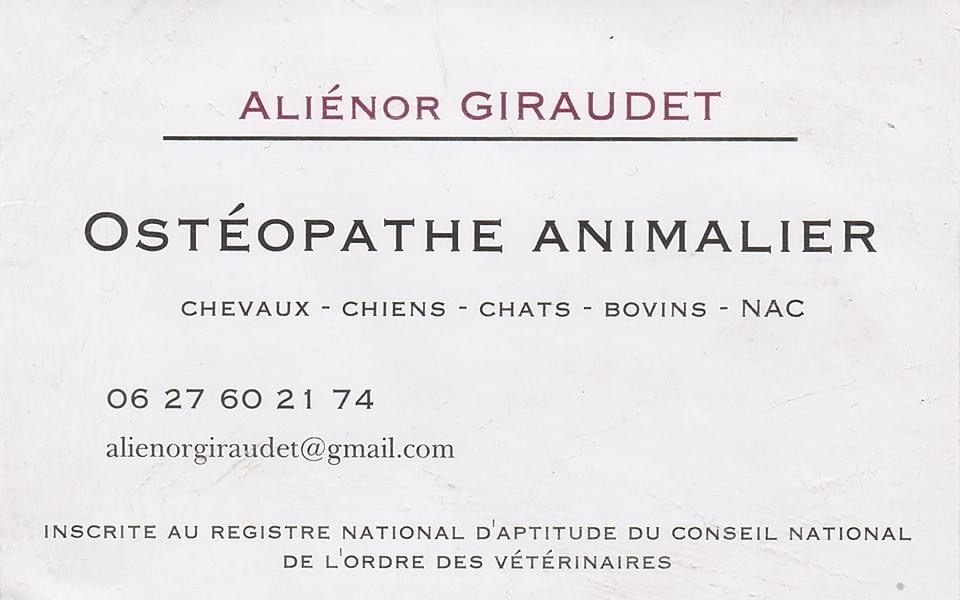 Aliénor GIRAUDET
Ostéopathe animalier
chevaux - chiens - chats - bovins - NAC
06 27 60 21 74
alienorgiraudet@gmail.com
inscrite au registre national d'aptitude du conseil national
de l'ordre des vétérinaires